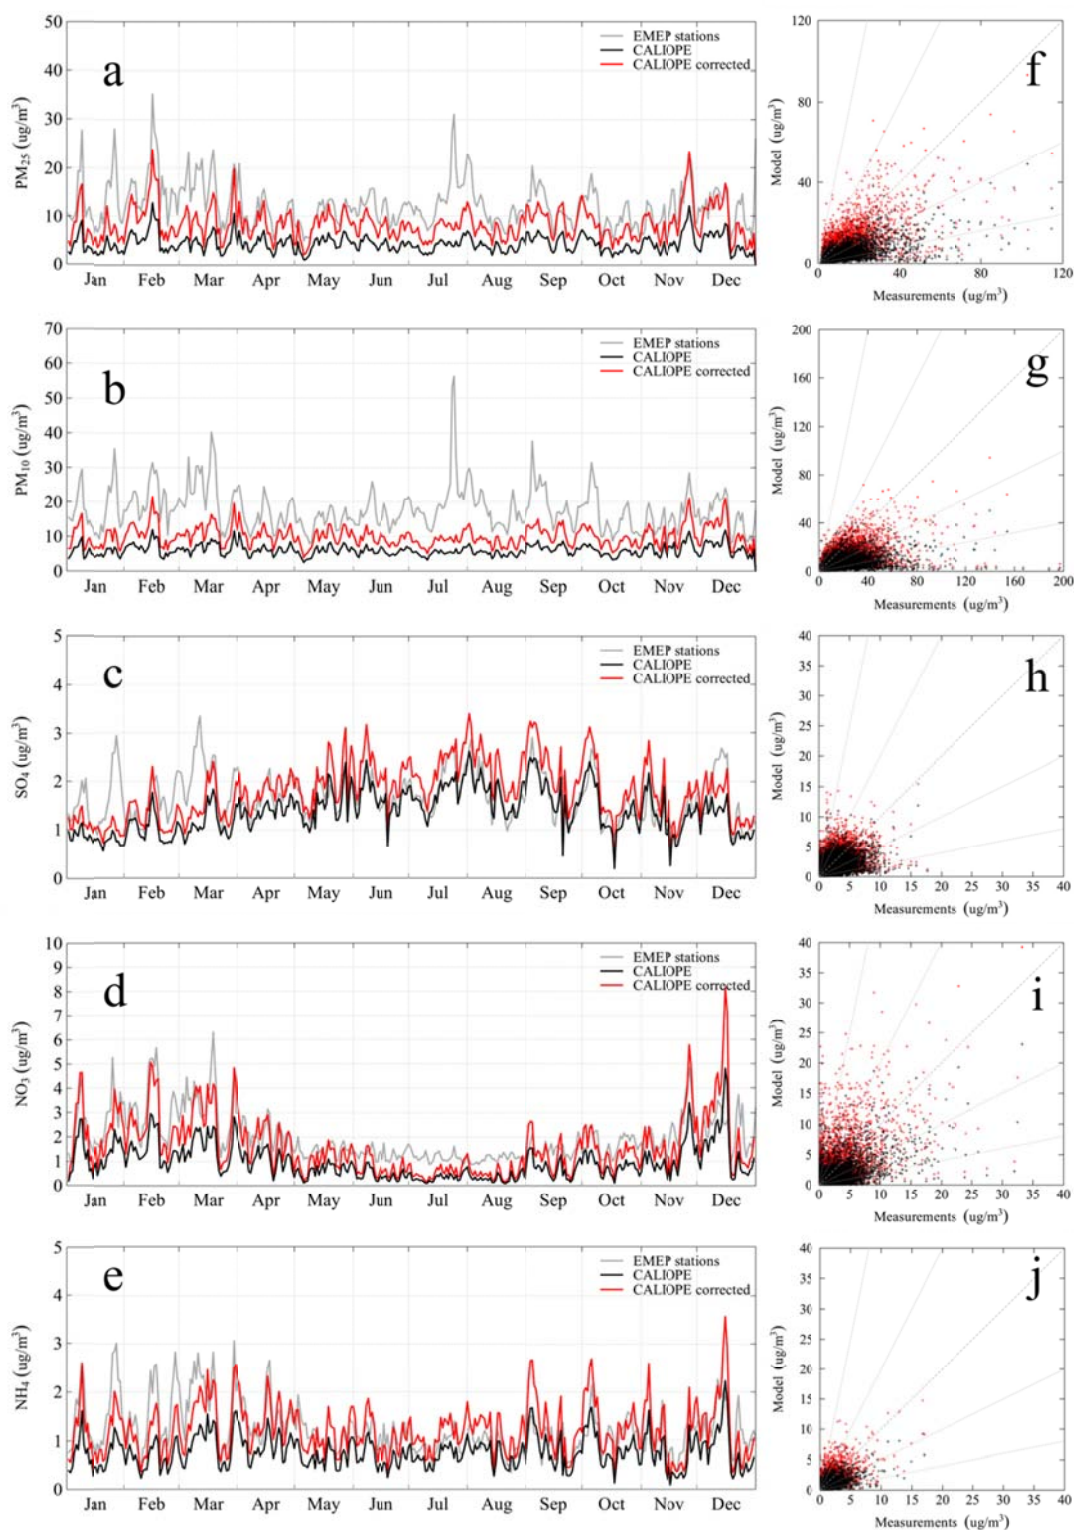 50
40
30
20
10
0
PM25 (ug/m3)
a
EMEP stations
CALIOPE
CALIOPE corrected
Jan Feb Mar Apr May Jun Jul Aug Sep Oct Nov Dec
120
80
40
0
Model (ug/m3)
f
0 40 80 120
Measurements (ug/m3)
70
60
50
40
30
20
10
0
PM10 (ug/m3)
b
EMEP stations
CALIOPE
CALIOPE corrected
Jan Feb Mar Apr May Jun Jul Aug Sep Oct Nov Dec
200
160
120
80
40
0
Model (ug/m3)
g
0 40 80 120 160 200
Measurements (ug/m3)
5
4
3
2
1
0
SO4 (ug/m3)
c
EMEP stations
CALIOPE
CALIOPE corrected
Jan Feb Mar Apr May Jun Jul Aug Sep Oct Nov Dec
40
35
30
25
20
15
10
5
0
Model (ug/m3)
h
0 5 10 15 20 25 30 35 40
Measurements (ug/m3)
10
9
8
7
6
5
4
3
2
1
0
NO3 (ug/m3)
d
EMEP stations
CALIOPE
CALIOPE corrected
Jan Feb Mar Apr May Jun Jul Aug Sep Oct Nov Dec
40
35
30
25
20
15
10
5
0
Model (ug/m3)
i
0 5 10 15 20 25 30 35 40
Measurements (ug/m3)
5
4
3
2
1
0
NH4 (ug/m3)
e
EMEP stations
CALIOPE
CALIOPE corrected
Jan Feb Mar Apr May Jun Jul Aug Sep Oct Nov Dec
40
35
30
25
20
15
10
5
0
Model (ug/m3)
j
0 5 10 15 20 25 30 35 40
Measurements (ug/m3)